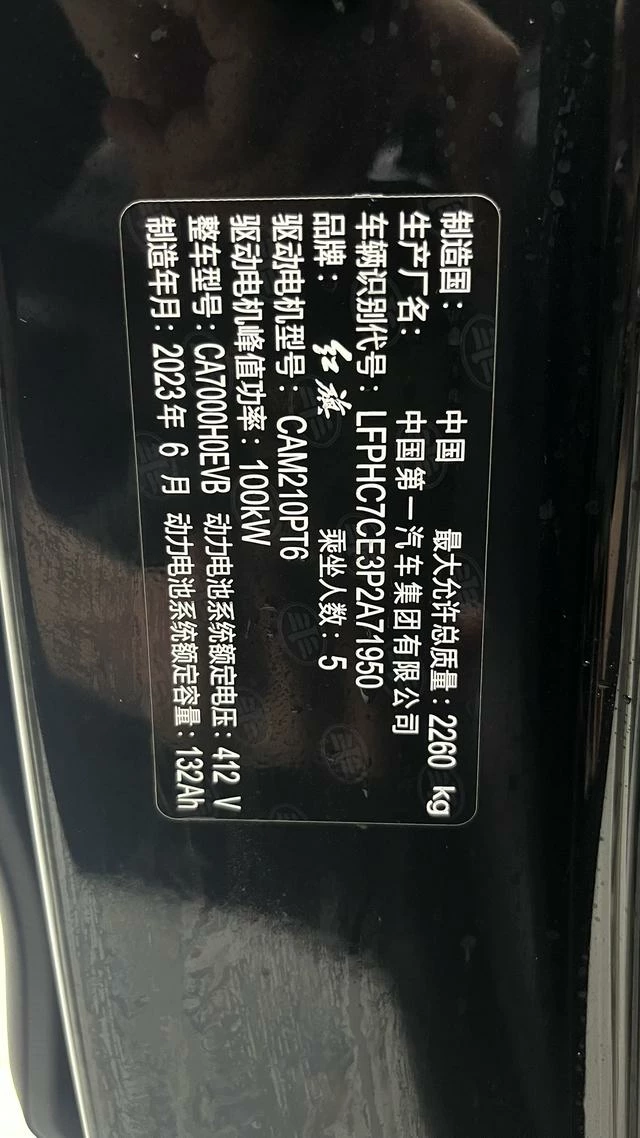 制造国： 中国 最大允许总质量：2260 kg
生产厂名： 中国第一汽车集团有限公司
车辆识别代号：LFPHC7CE3P2A71950
品牌： 红旗 乘坐人数：5
驱动电机型号：CAM210PT6
驱动电机峰值功率：100kW
整车型号：CA7000H0EVB 动力电池系统额定电压：412 V
制造年月：2023年 6 月 动力电池系统额定容量：132Ah